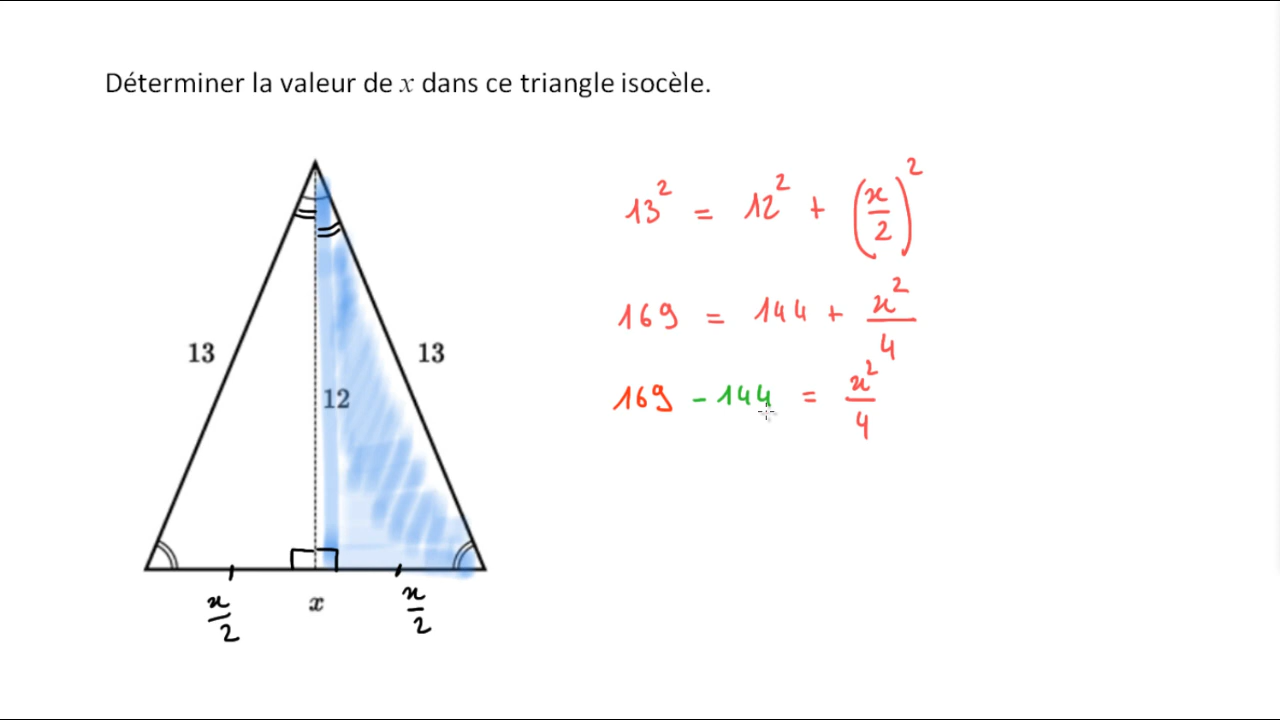 Déterminer la valeur de x dans ce triangle isocèle.
13² = 12² + (x/2)²
169 = 144 + x²/4
169 - 144 = x²/4
13
13
12
x/2
x
x/2